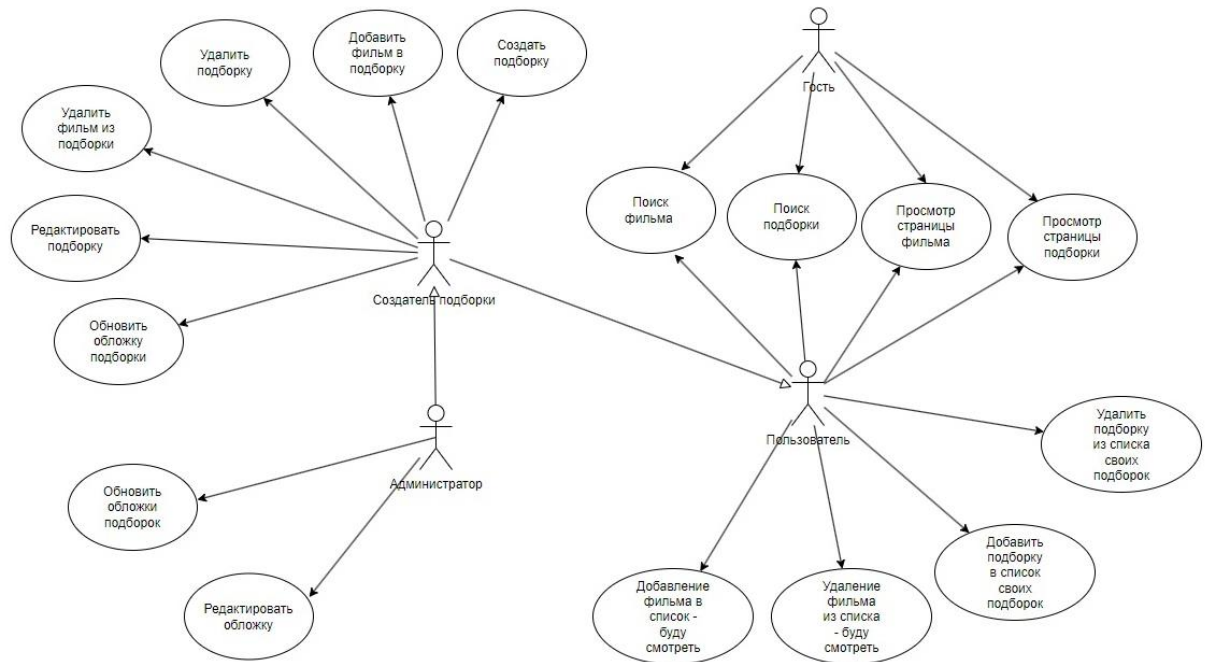 Удалить
подборку
Добавить
фильм в
подборку
Создать
подборку
Гость
Удалить
фильм из
подборки
Поиск
фильма
Поиск
подборки
Просмотр
страницы
фильма
Просмотр
страницы
подборки
Редактировать
подборку
Создатель подборки
Обновить
обложку
подборки
Пользователь
Удалить
подборку
из списка
своих
подборок
Администратор
Обновить
обложки
подборок
Добавить
подборку
в список
своих
подборок
Добавление
фильма в
список -
буду
смотреть
Удаление
фильма
из списка
- буду
смотреть
Редактировать
обложку